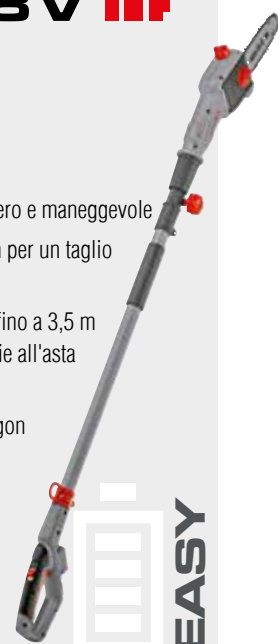 8V
ero e maneggevole
per un taglio
fino a 3,5 m
ie all'asta
gon
EASY